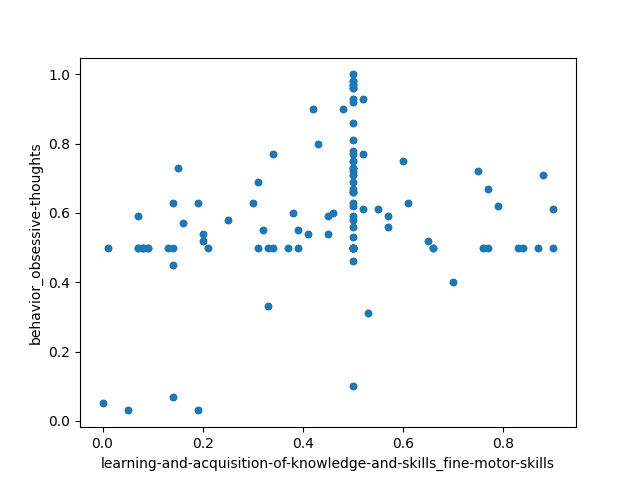 1.0
0.8
0.6
0.4
0.2
0.0
behavior_obsessive-thoughts
0.0 0.2 0.4 0.6 0.8
learning-and-acquisition-of-knowledge-and-skills_fine-motor-skills